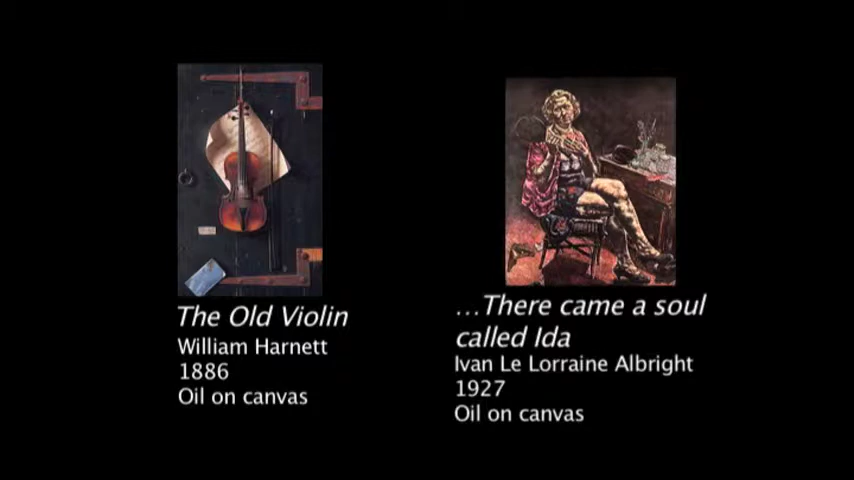 The Old Violin
William Harnett
1886
Oil on canvas
...There came a soul
called Ida
Ivan Le Lorraine Albright
1927
Oil on canvas